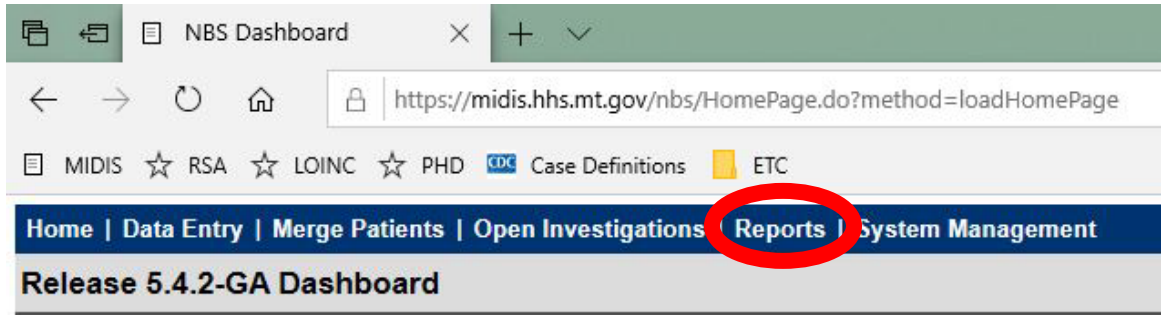 NBS Dashboard
https://midis.hhs.mt.gov/nbs/HomePage.do?method=loadHomePage
MIDIS RSA LOINC PHD CDC Case Definitions ETC
Home | Data Entry | Merge Patients | Open Investigations | Reports | System Management
Release 5.4.2-GA Dashboard